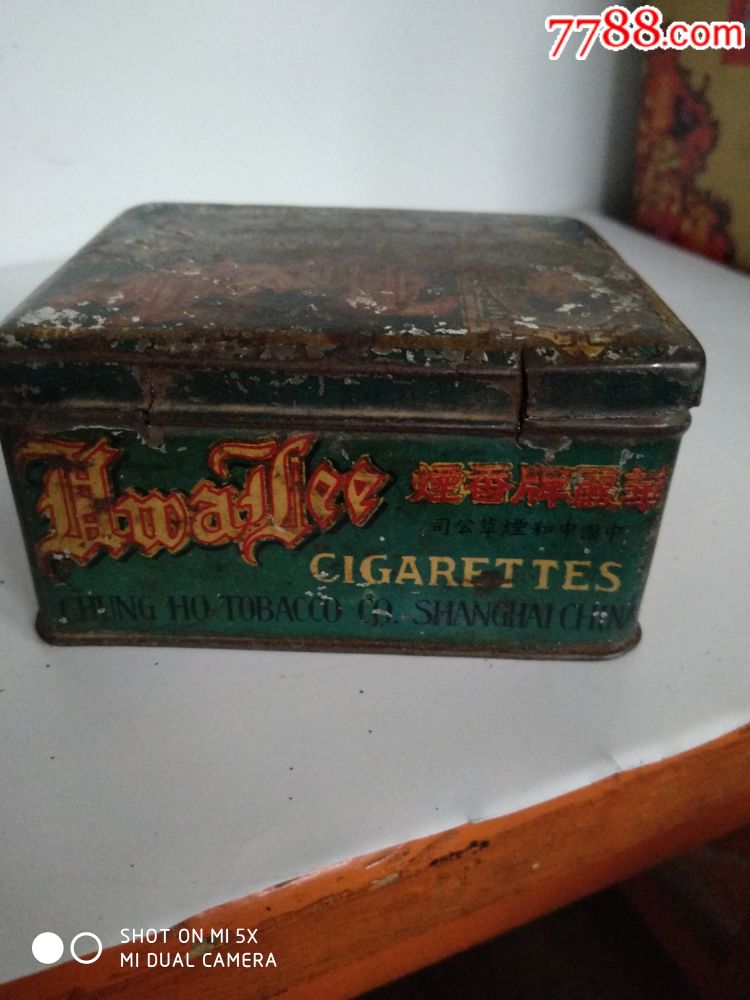 7788.com
HwaLee
煙香牌麗華
司公草煙和中國中
CIGARETTES
CHUNG HO TOBACCO CO. SHANGHAI CHINA
SHOT ON MI 5X
MI DUAL CAMERA